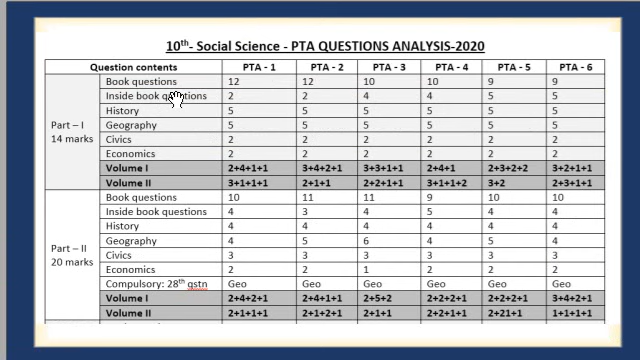 10th- Social Science - PTA QUESTIONS ANALYSIS-2020
Question contents PTA - 1 PTA - 2 PTA - 3 PTA - 4 PTA - 5 PTA - 6
Book questions 12 12 10 10 9 9
Inside book questions 2 2 4 4 5 5
History 5 5 5 5 5 5
Part – I Geography 5 5 5 5 5 5
14 marks Civics 2 2 2 2 2 2
Economics 2 2 2 2 2 2
Volume I 2+4+1+1 3+4+2+1 3+3+1+1 2+4+1 2+3+2+2 3+2+1+1
Volume II 3+1+1+1 2+1+1 2+2+1+1 3+1+1+2 3+2 2+3+1+1
Book questions 10 11 11 9 10 10
Inside book questions 4 3 4 5 4 4
History 4 4 4 4 4 4
Part – II Geography 4 5 6 4 5 4
20 marks Civics 3 3 3 3 3 3
Economics 2 2 1 2 2 2
Compulsory: 28th qstn Geo Geo Geo Geo Geo Geo
Volume I 2+4+2+1 2+4+1+1 2+5+2 2+2+2+1 2+2+2+1 3+4+2+1
Volume II 2+1+1+1 2+1+2+1 2+1+1 2+2+1+1 2+21+1 1+1+1+1